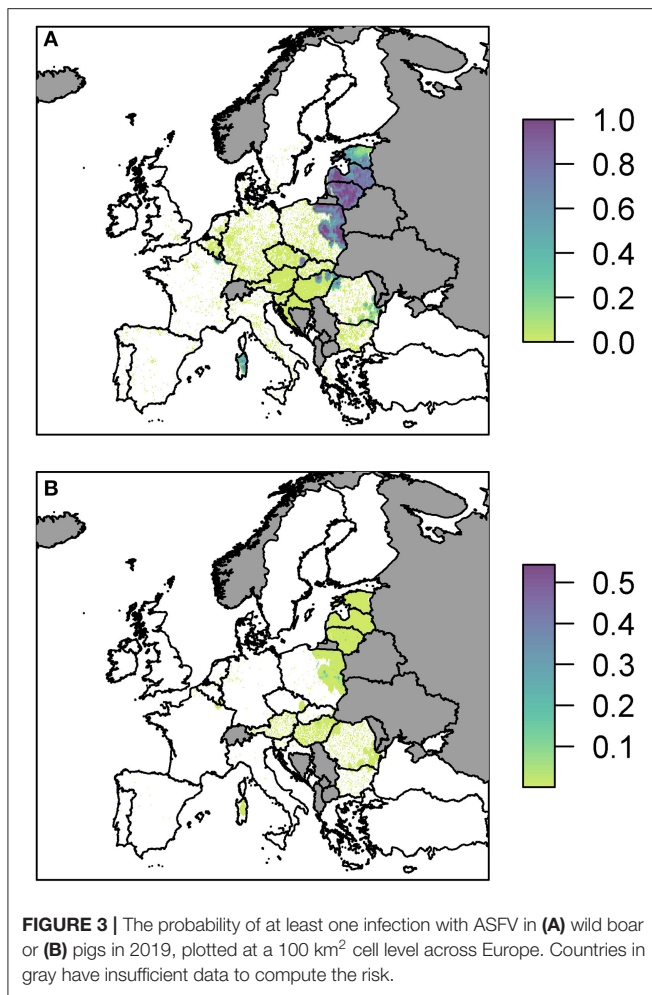 A
1.0
0.8
0.6
0.4
0.2
0.0
B
0.5
0.4
0.3
0.2
0.1
FIGURE 3 | The probability of at least one infection with ASFV in (A) wild boar
or (B) pigs in 2019, plotted at a 100 km² cell level across Europe. Countries in
gray have insufficient data to compute the risk.